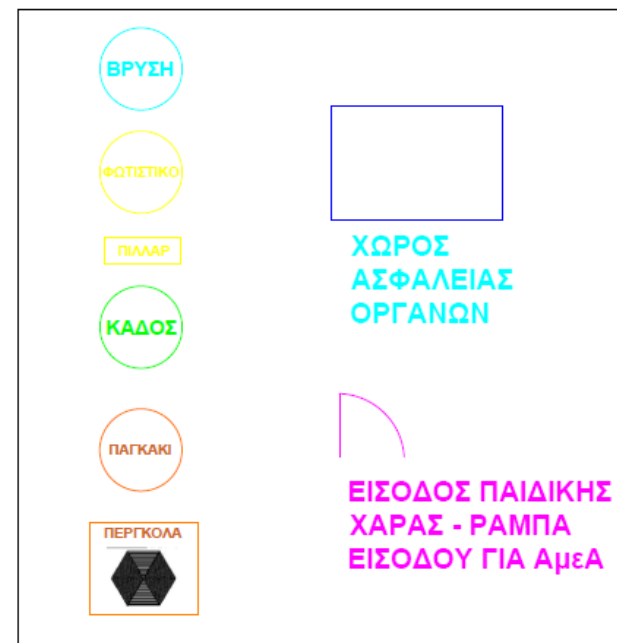 ΒΡΥΣΗ
ΦΩΤΙΣΤΙΚΟ
ΠΙΛΛΑΡ
ΚΑΔΟΣ
ΠΑΓΚΑΚΙ
ΠΕΡΓΚΟΛΑ
ΧΩΡΟΣ
ΑΣΦΑΛΕΙΑΣ
ΟΡΓΑΝΩΝ
ΕΙΣΟΔΟΣ ΠΑΙΔΙΚΗΣ
ΧΑΡΑΣ - ΡΑΜΠΑ
ΕΙΣΟΔΟΥ ΓΙΑ ΑμεΑ